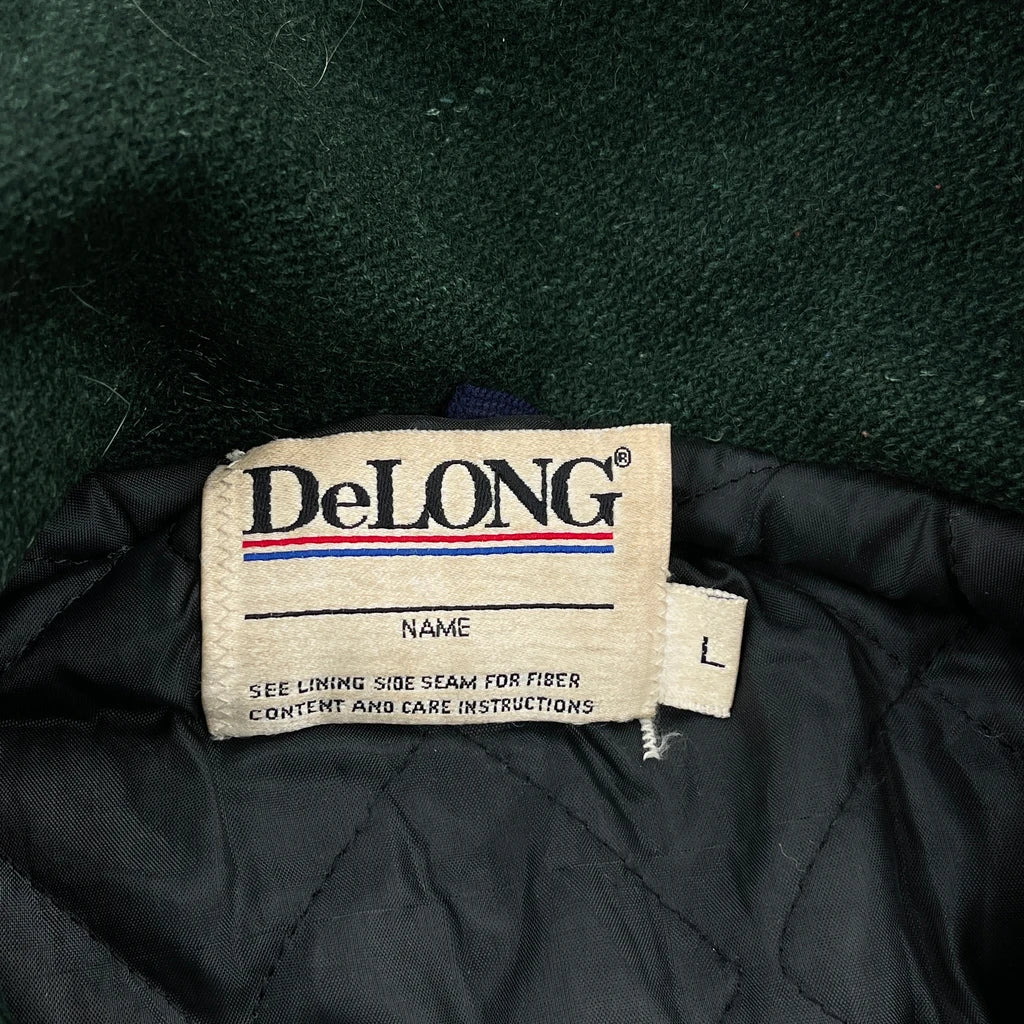 DeLONG®
NAME
SEE LINING SIDE SEAM FOR FIBER
CONTENT AND CARE INSTRUCTIONS
L